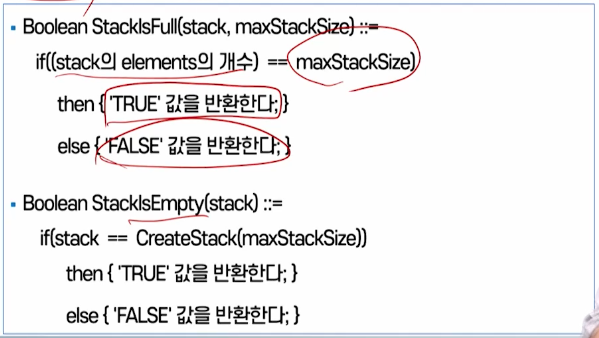 ▪ Boolean StackIsFull(stack, maxStackSize) ::=
if((stack의 elements의 개수) == maxStackSize)
then { 'TRUE' 값을 반환한다; }
else { 'FALSE' 값을 반환한다; }
▪ Boolean StackIsEmpty(stack) ::=
if(stack == CreateStack(maxStackSize))
then { 'TRUE' 값을 반환한다; }
else { 'FALSE' 값을 반환한다; }